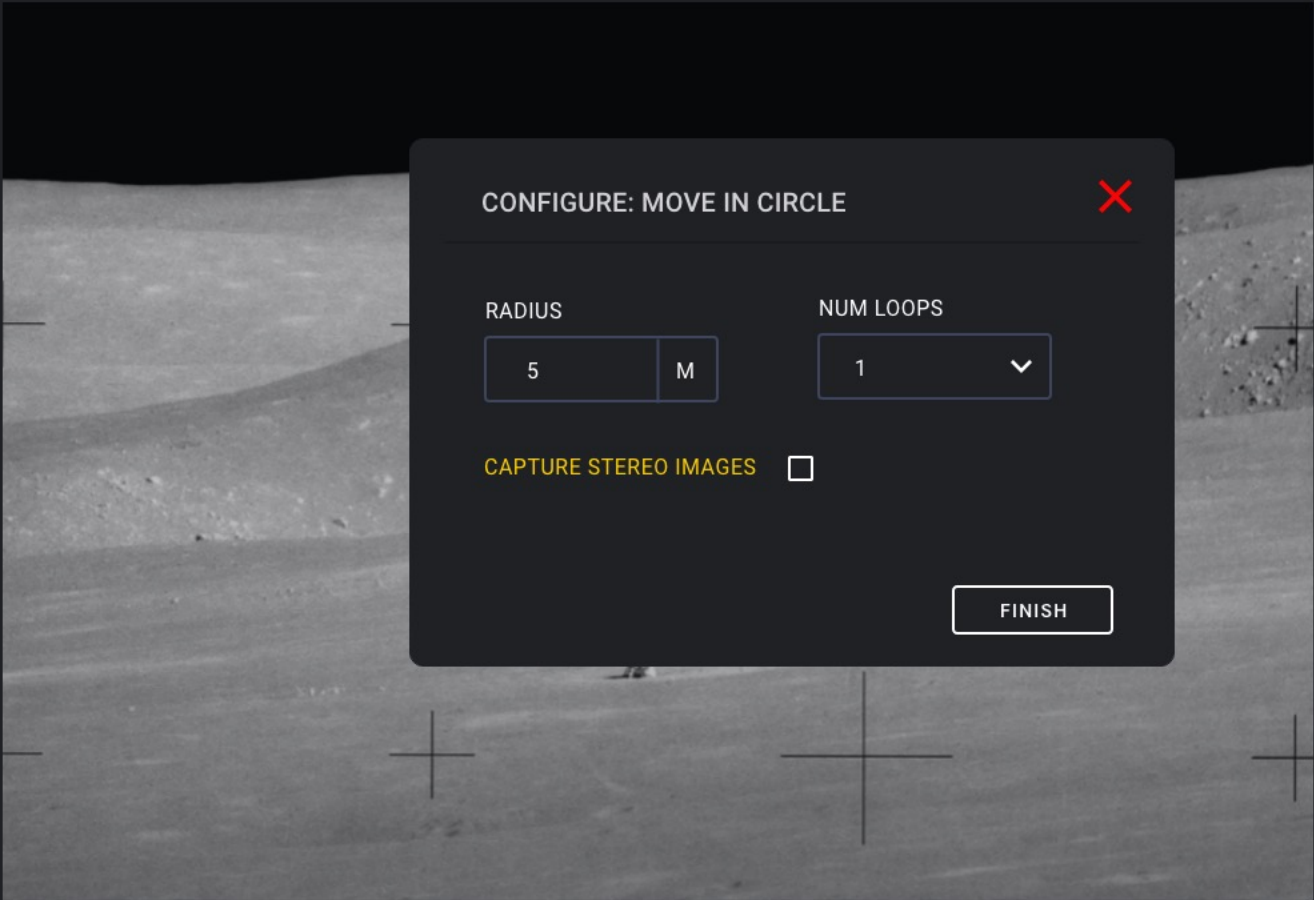 CONFIGURE: MOVE IN CIRCLE
RADIUS
NUM LOOPS
5 M
1
CAPTURE STEREO IMAGES
FINISH